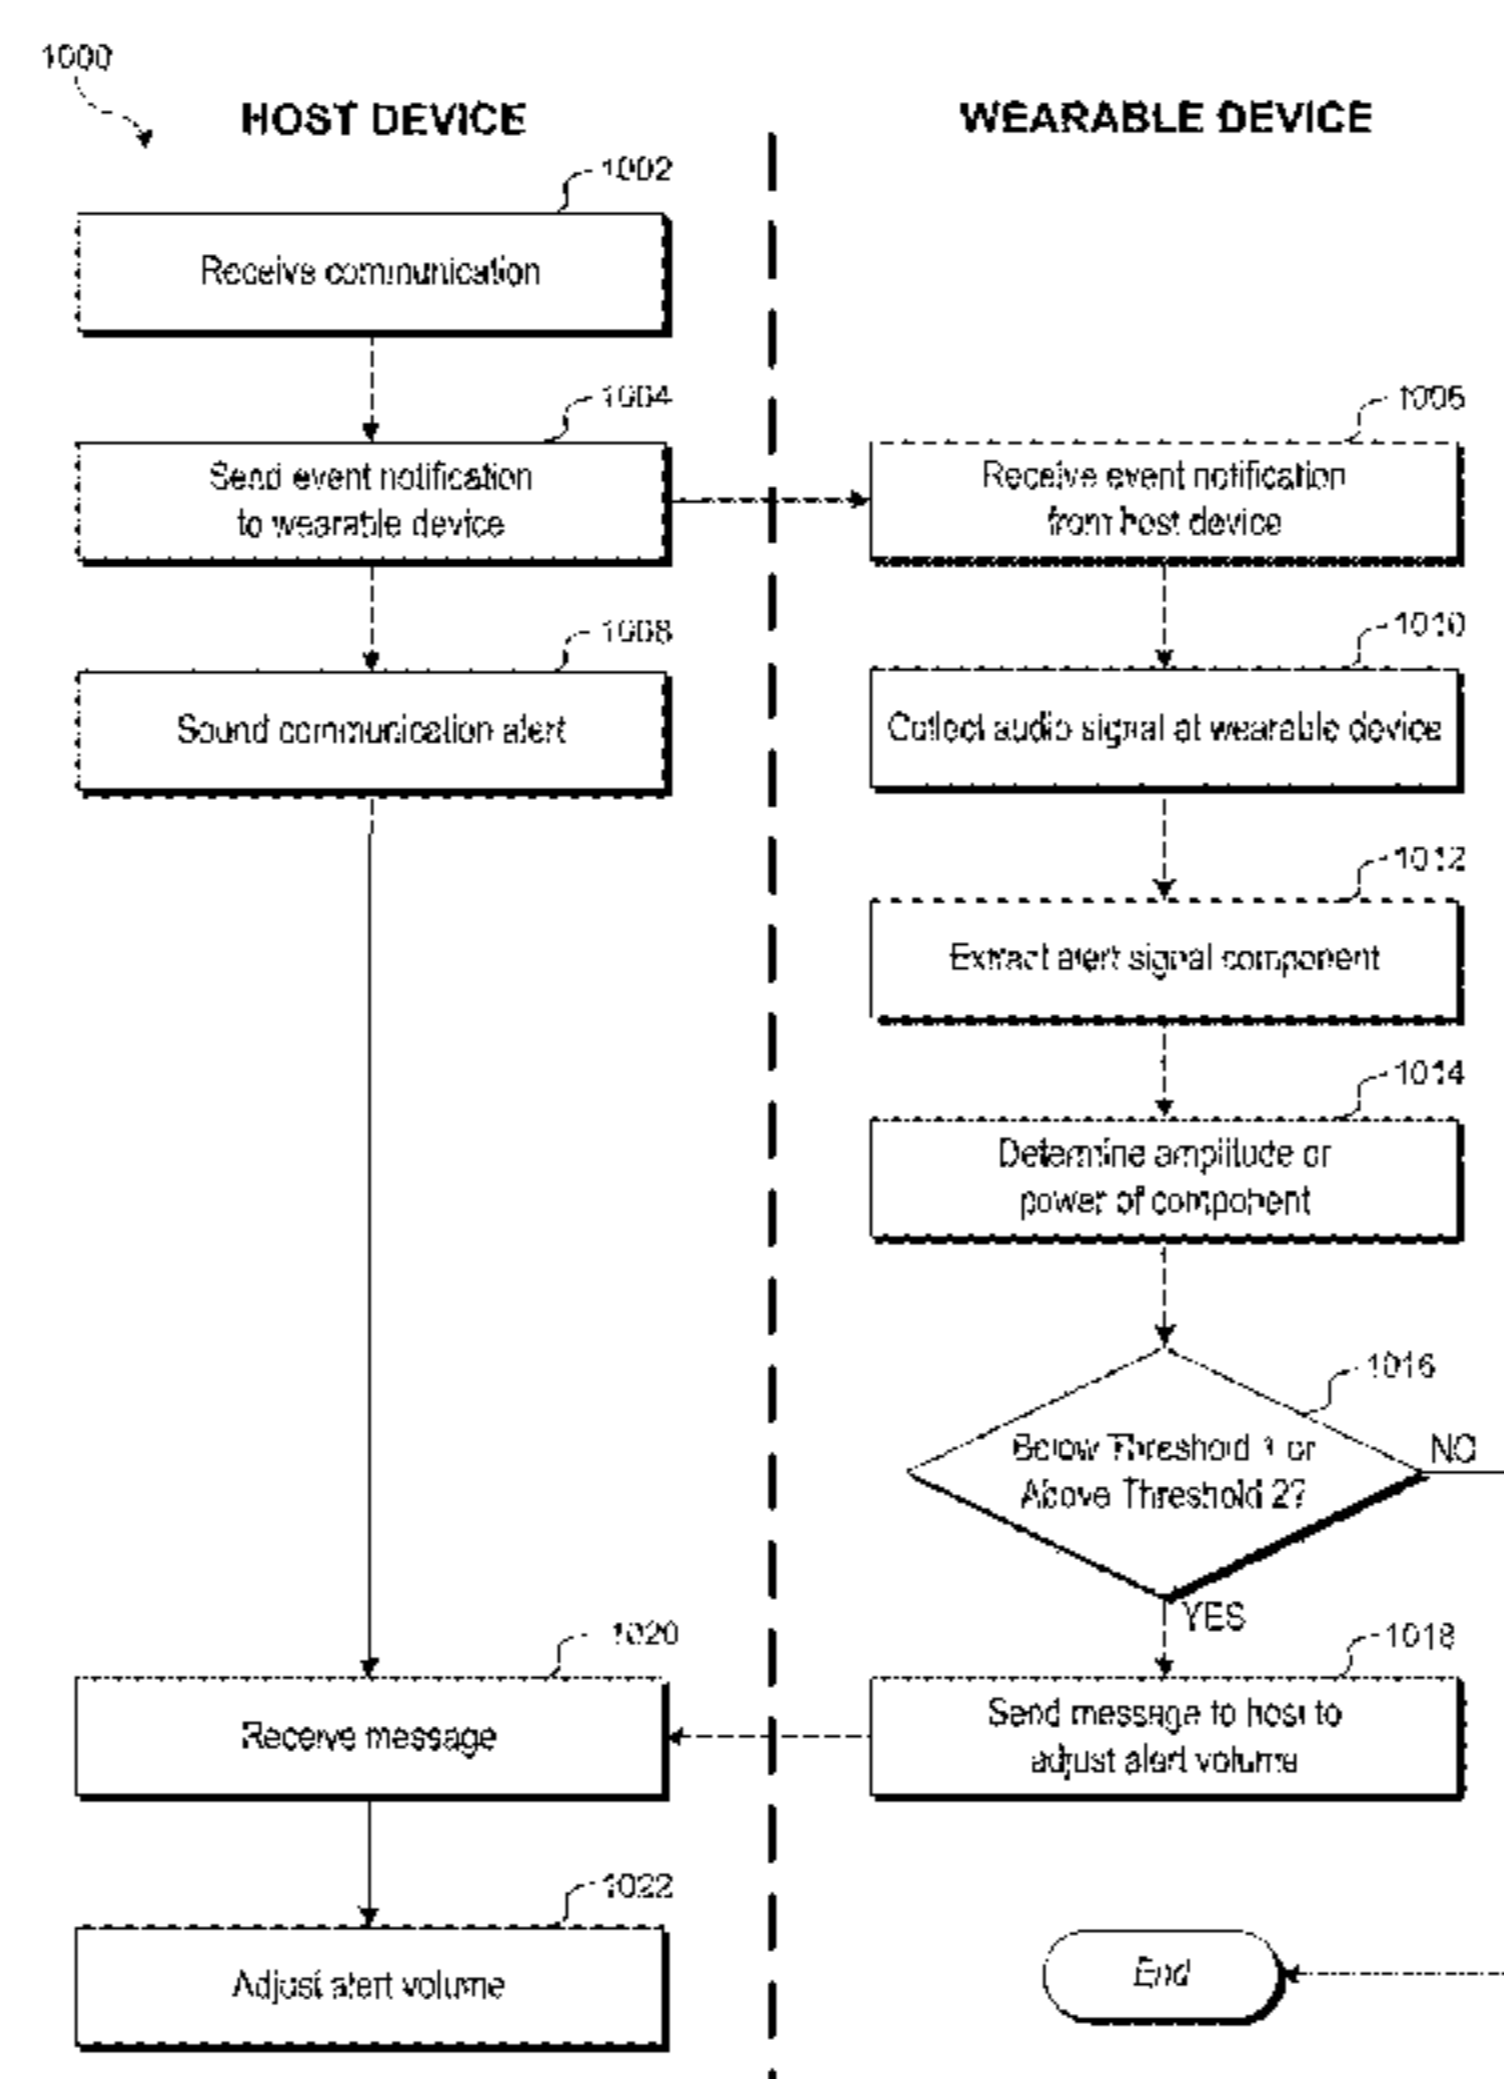 1000
HOST DEVICE
WEARABLE DEVICE
1002
Receive communication
1004
1006
Send event notification
to wearable device
Receive event notification
from host device
1008
1010
Sound communication alert
Collect audio signal at wearable device
1012
Extract alert signal component
1014
Determine amplitude or
power of component
1016
Below Threshold 1 or
Above Threshold 2?
NO
YES
1020
1018
Receive message
Send message to host to
adjust alert volume
1022
Adjust alert volume
End